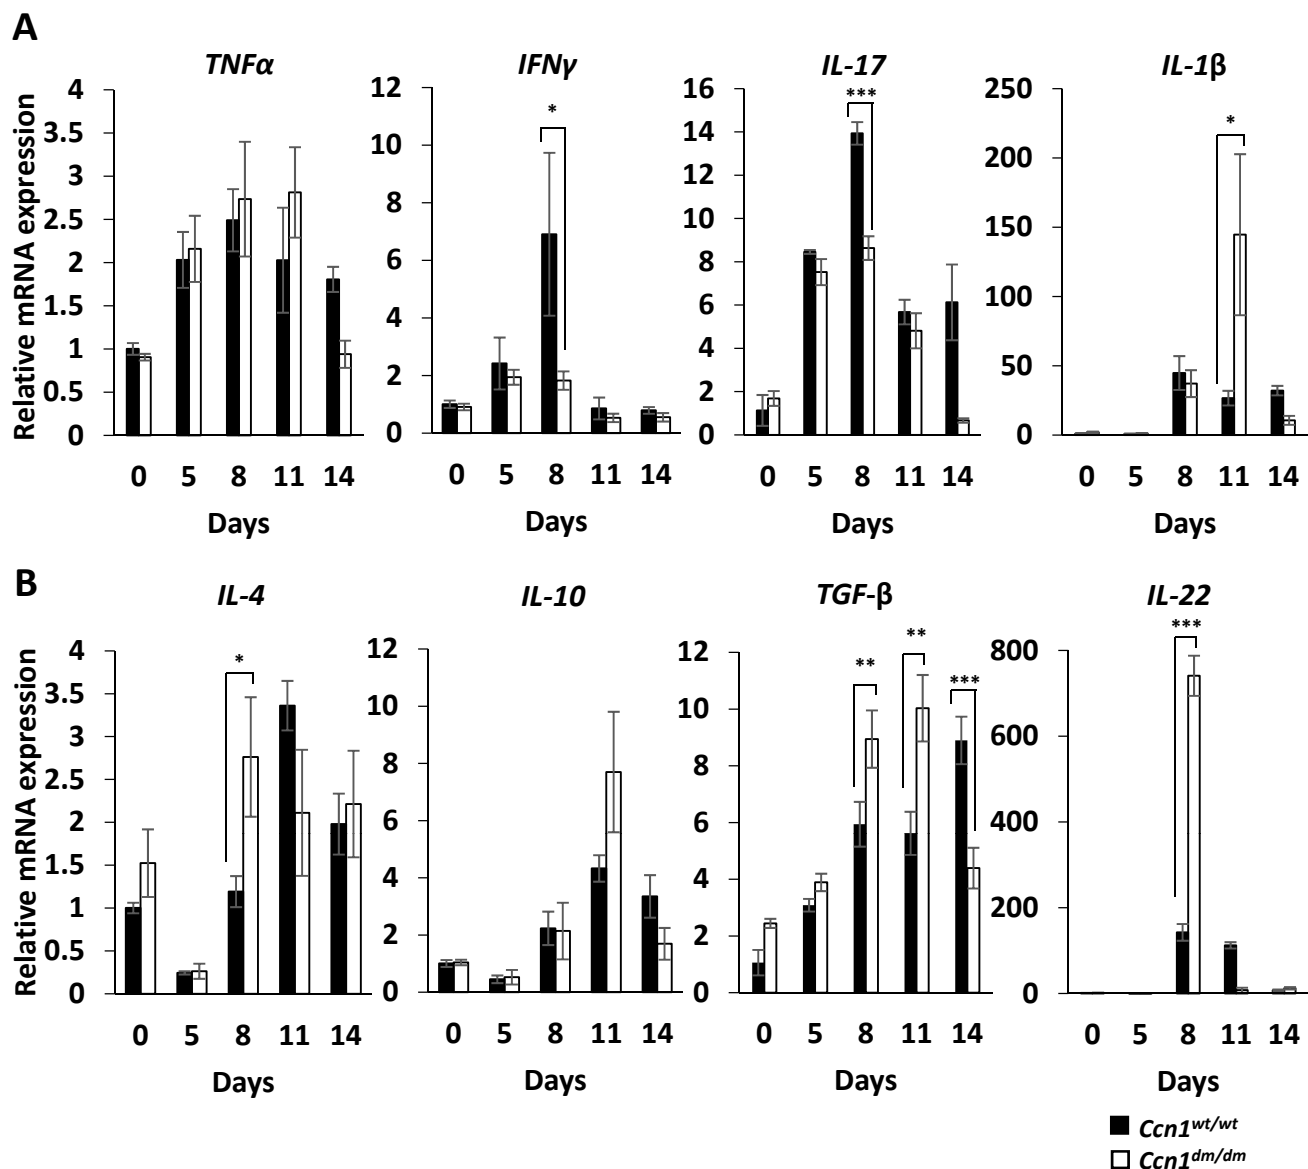 A
TNFα
IFNγ
IL-17
IL-1β
Relative mRNA expression
4
3.5
3
2.5
2
1.5
1
0.5
0
0 5 8 11 14
Days
12
10
8
6
4
2
0
*
0 5 8 11 14
Days
16
14
12
10
8
6
4
2
0
***
0 5 8 11 14
Days
250
200
150
100
50
0
*
0 5 8 11 14
Days
B
IL-4
IL-10
TGF-β
IL-22
Relative mRNA expression
4
3.5
3
2.5
2
1.5
1
0.5
0
*
0 5 8 11 14
Days
12
10
8
6
4
2
0
0 5 8 11 14
Days
12
10
8
6
4
2
0
**
**
***
0 5 8 11 14
Days
800
600
400
200
0
***
0 5 8 11 14
Days
Ccn1wt/wt
Ccn1dm/dm